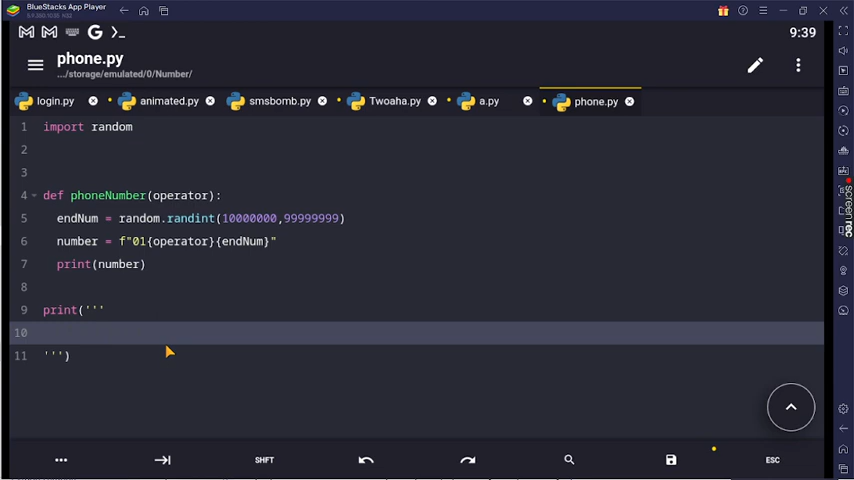 BlueStacks App Player
9:39
phone.py
.../storage/emulated/0/Number/
login.py
animated.py
smsbomb.py
Twoaha.py
a.py
phone.py
1 import random
2
3
4 def phoneNumber(operator):
5 endNum = random.randint(10000000,99999999)
6 number = f"01{operator}{endNum}"
7 print(number)
8
9 print('''
10
11 ''')
SHFT
ESC
screenrec